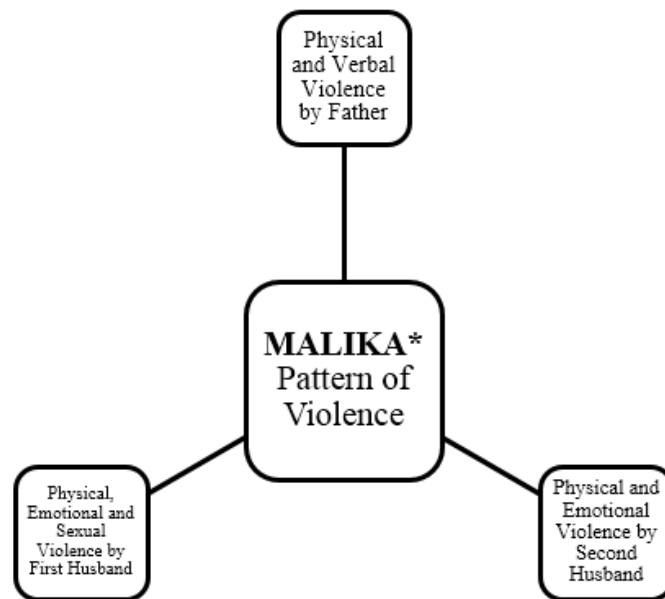 Physical
and Verbal
Violence
by Father
MALIKA*
Pattern of
Violence
Physical,
Emotional and
Sexual
Violence by
First Husband
Physical and
Emotional
Violence by
Second
Husband